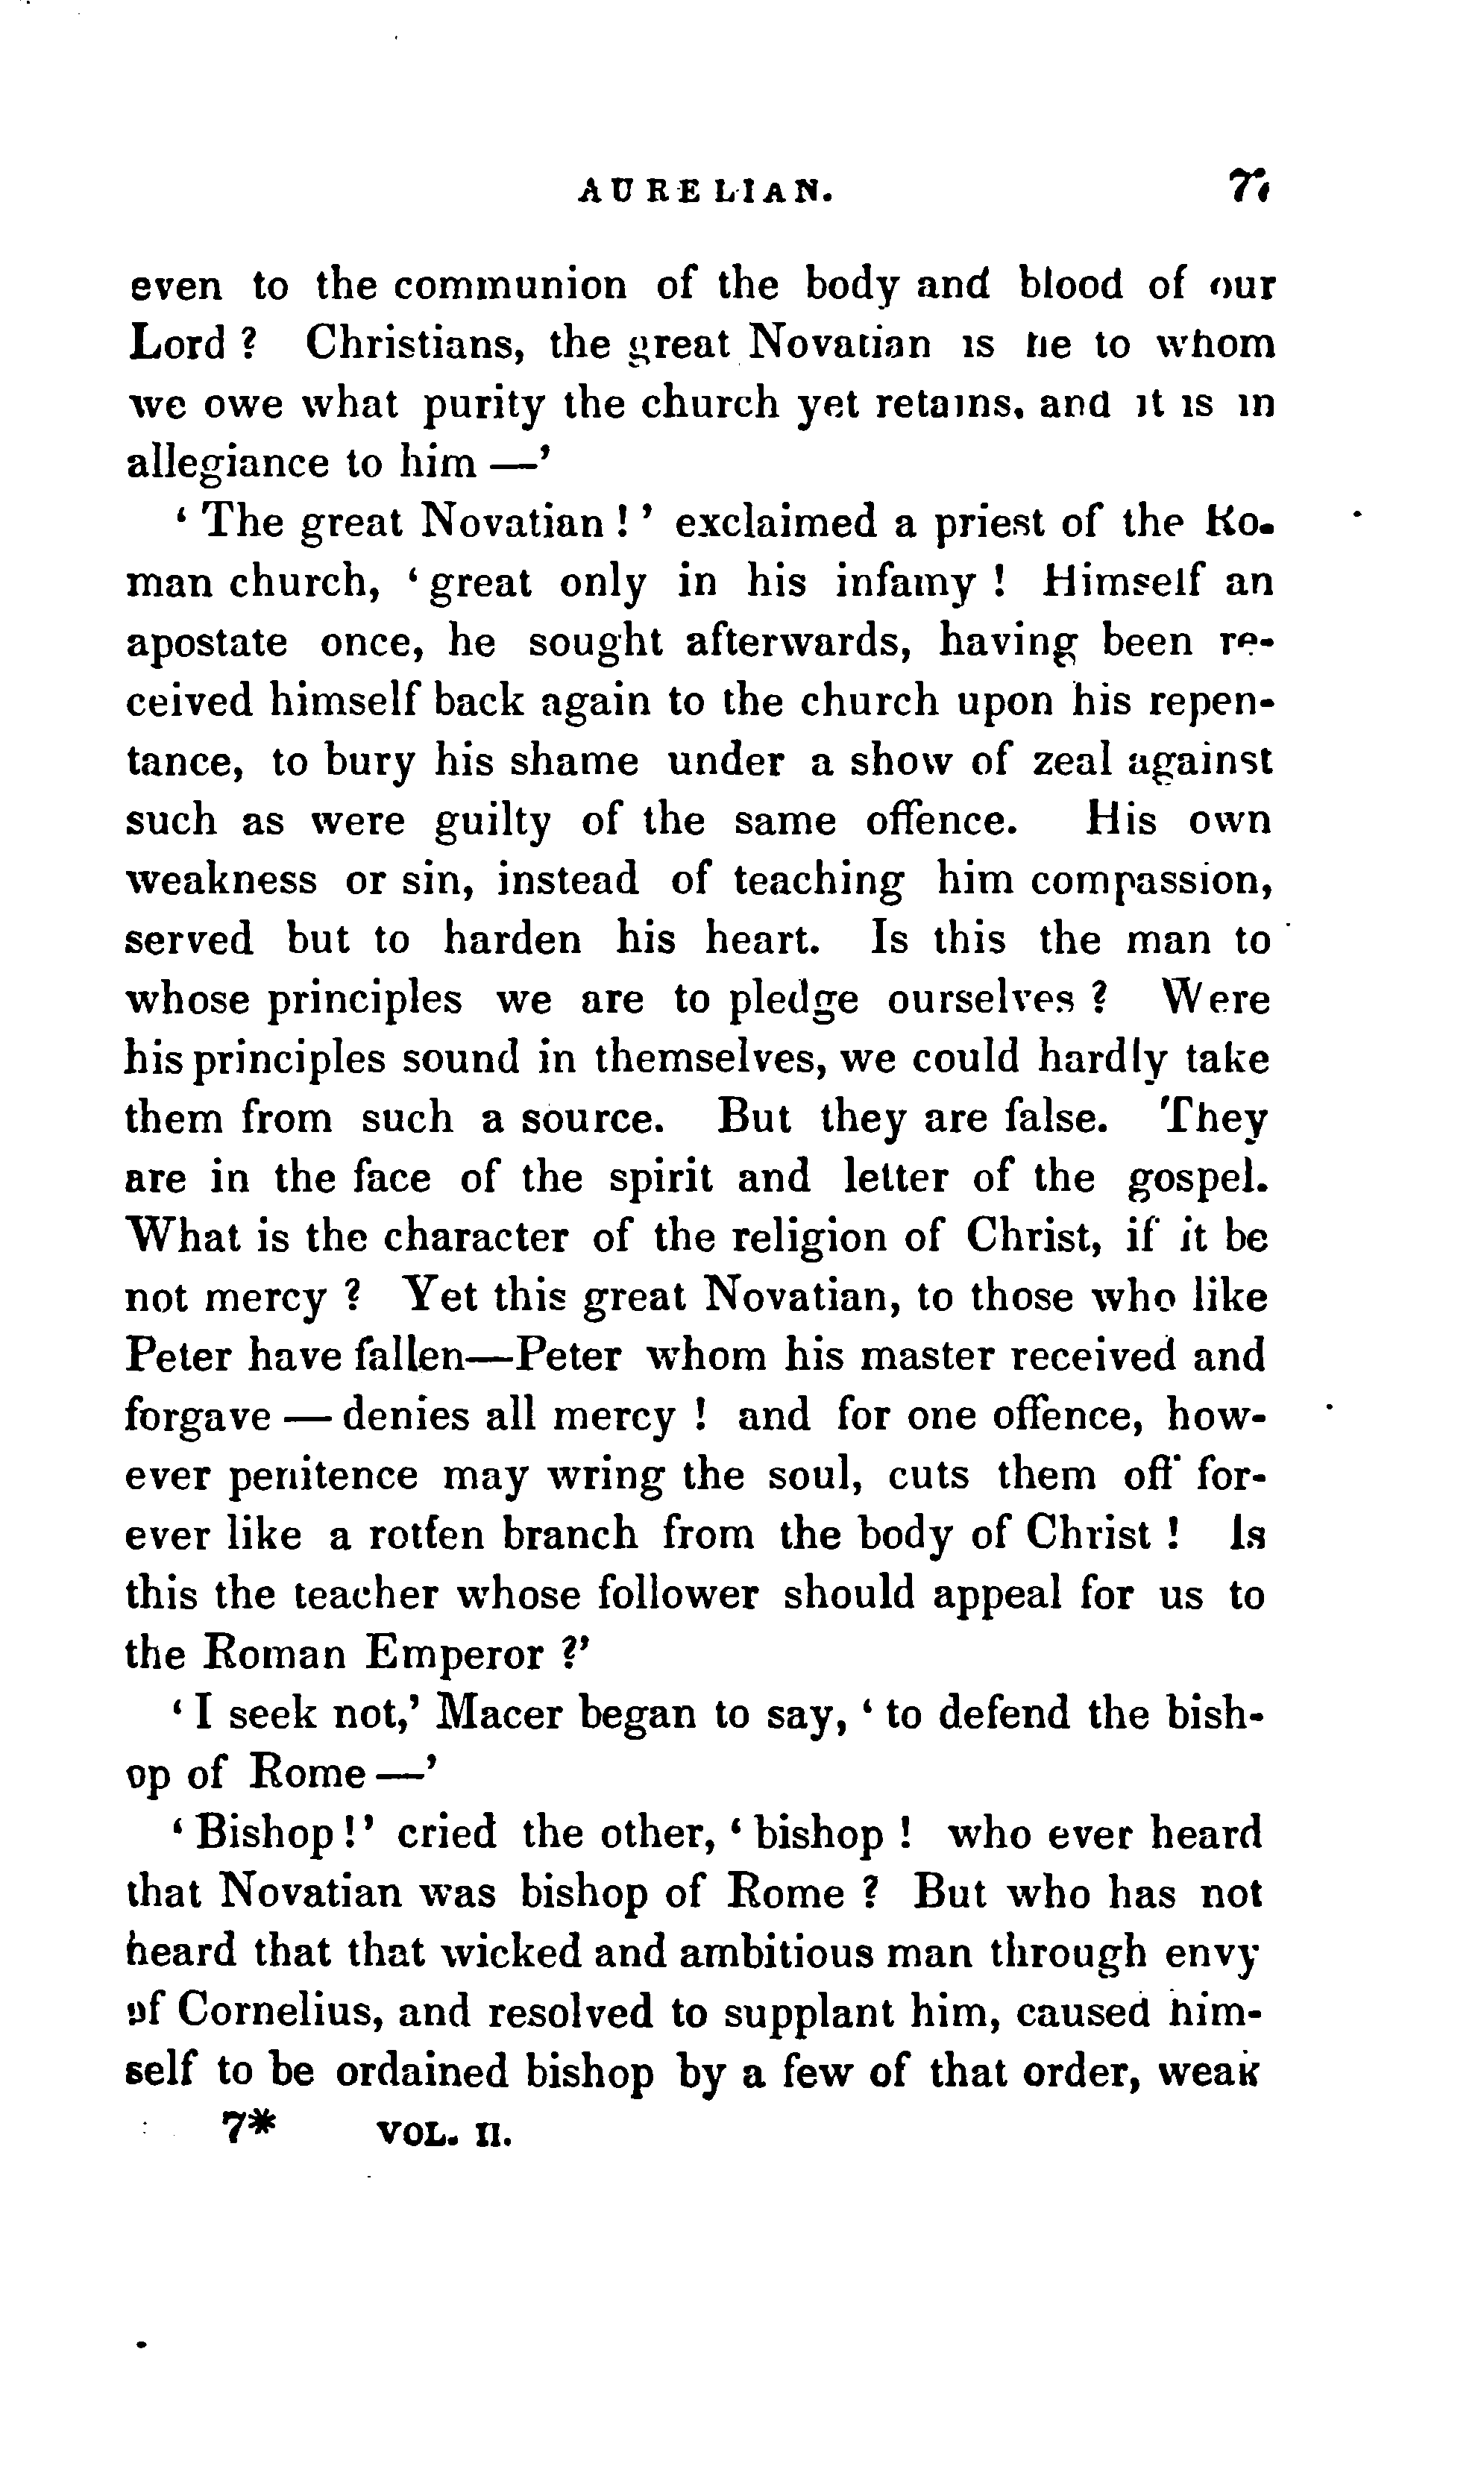 AURELIAN. 77
even to the communion of the body and blood of our
Lord ? Christians, the great Novatian is he to whom
we owe what purity the church yet retains, and it is in
allegiance to him —’
‘ The great Novatian ! ’ exclaimed a priest of the Ro-
man church, ‘ great only in his infamy ! Himself an
apostate once, he sought afterwards, having been re-
ceived himself back again to the church upon his repen-
tance, to bury his shame under a show of zeal against
such as were guilty of the same offence. His own
weakness or sin, instead of teaching him compassion,
served but to harden his heart. Is this the man to
whose principles we are to pledge ourselves ? Were
his principles sound in themselves, we could hardly take
them from such a source. But they are false. They
are in the face of the spirit and letter of the gospel.
What is the character of the religion of Christ, if it be
not mercy ? Yet this great Novatian, to those who like
Peter have fallen—Peter whom his master received and
forgave — denies all mercy ! and for one offence, how-
ever penitence may wring the soul, cuts them off for-
ever like a rotten branch from the body of Christ ! Is
this the teacher whose follower should appeal for us to
the Roman Emperor ?’
‘ I seek not,’ Macer began to say, ‘ to defend the bish-
op of Rome —’
‘ Bishop ! ’ cried the other, ‘ bishop ! who ever heard
that Novatian was bishop of Rome ? But who has not
heard that that wicked and ambitious man through envy
of Cornelius, and resolved to supplant him, caused him-
self to be ordained bishop by a few of that order, weak
7* VOL. II.